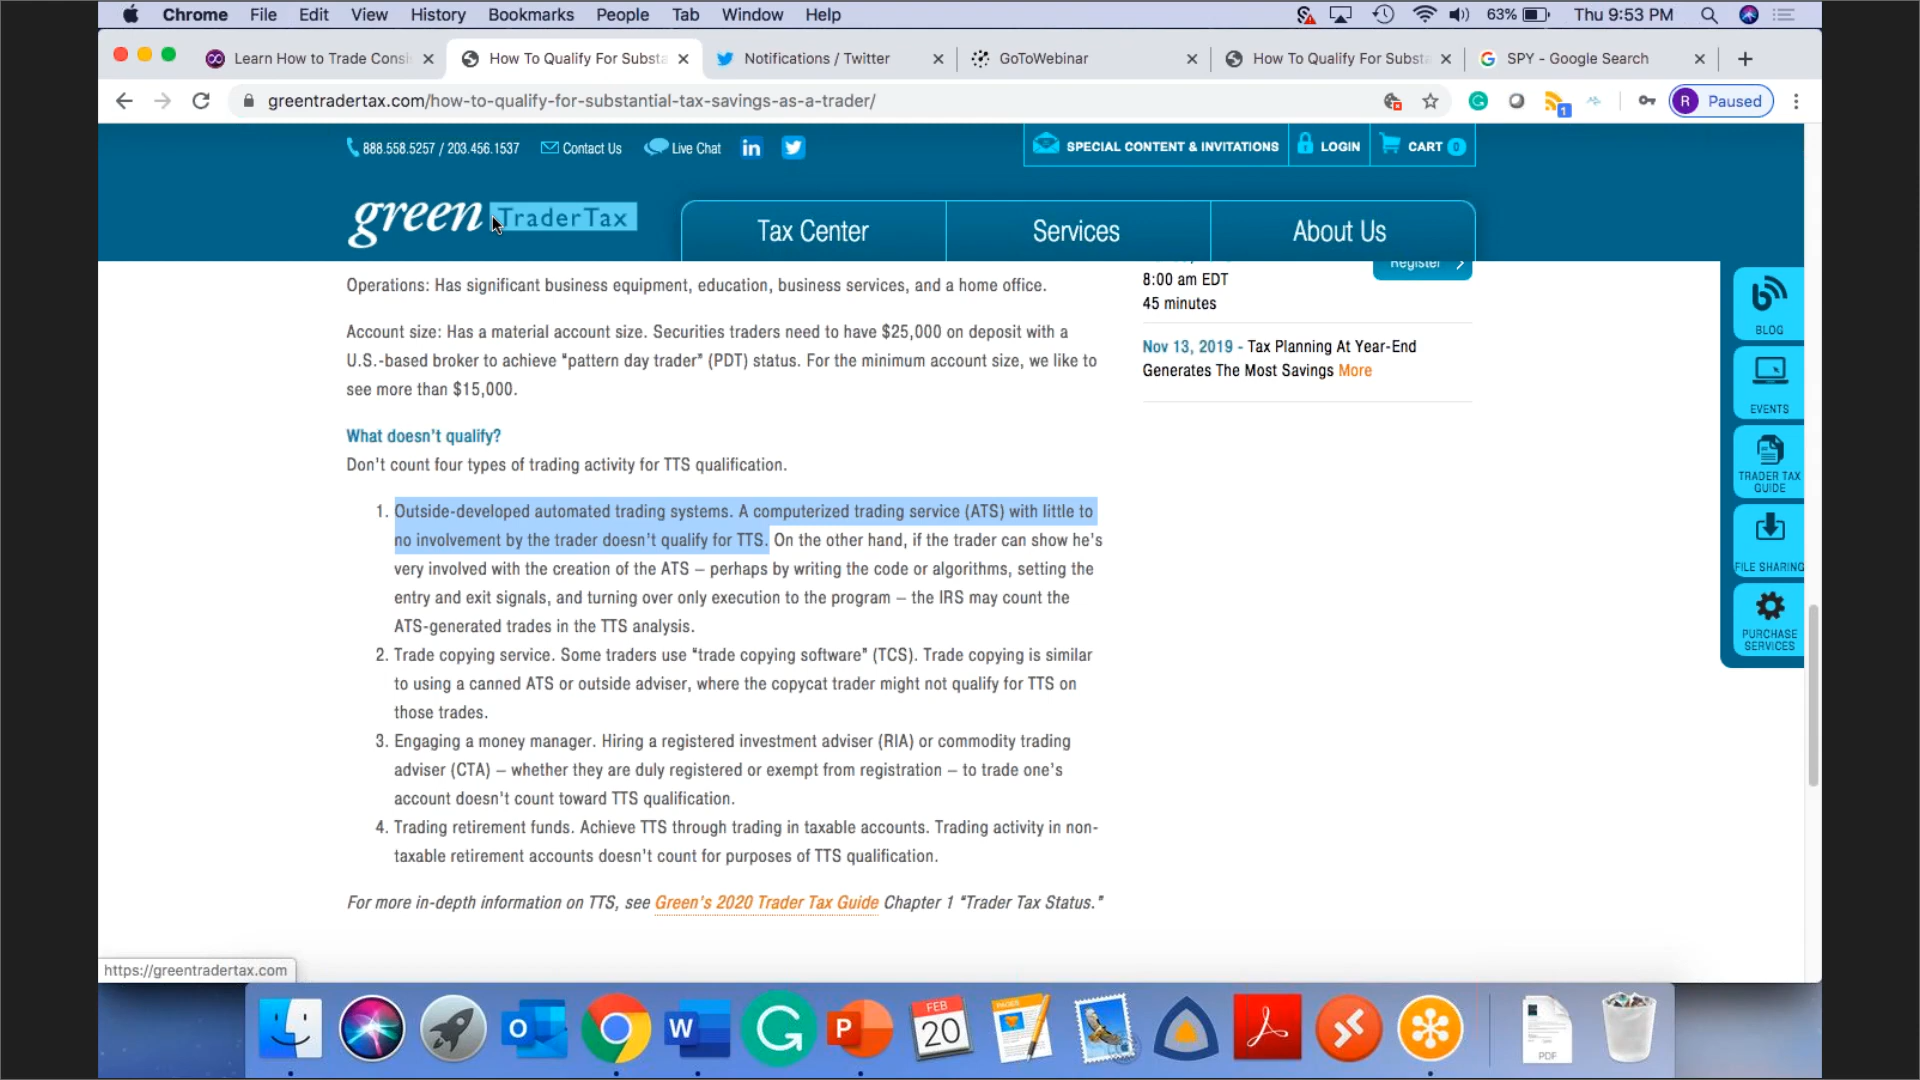 Chrome File Edit View History Bookmarks People Tab Window Help 63% Thu 9:53 PM
Learn How to Trade Consi How To Qualify For Substa Notifications / Twitter GoToWebinar How To Qualify For Substa SPY - Google Search
greentradertax.com/how-to-qualify-for-substantial-tax-savings-as-a-trader/ 1 R Paused
888.558.5257 / 203.456.1537 Contact Us Live Chat in SPECIAL CONTENT & INVITATIONS LOGIN CART 0
green TraderTax Tax Center Services About Us
Register
Operations: Has significant business equipment, education, business services, and a home office.
8:00 am EDT
45 minutes
Account size: Has a material account size. Securities traders need to have $25,000 on deposit with a
U.S.-based broker to achieve “pattern day trader” (PDT) status. For the minimum account size, we like to
see more than $15,000.
Nov 13, 2019 - Tax Planning At Year-End
Generates The Most Savings More
What doesn’t qualify?
Don’t count four types of trading activity for TTS qualification.
1. Outside-developed automated trading systems. A computerized trading service (ATS) with little to
no involvement by the trader doesn’t qualify for TTS. On the other hand, if the trader can show he’s
very involved with the creation of the ATS – perhaps by writing the code or algorithms, setting the
entry and exit signals, and turning over only execution to the program – the IRS may count the
ATS-generated trades in the TTS analysis.
2. Trade copying service. Some traders use “trade copying software” (TCS). Trade copying is similar
to using a canned ATS or outside adviser, where the copycat trader might not qualify for TTS on
those trades.
3. Engaging a money manager. Hiring a registered investment adviser (RIA) or commodity trading
adviser (CTA) – whether they are duly registered or exempt from registration – to trade one’s
account doesn’t count toward TTS qualification.
4. Trading retirement funds. Achieve TTS through trading in taxable accounts. Trading activity in non-
taxable retirement accounts doesn’t count for purposes of TTS qualification.
For more in-depth information on TTS, see Green’s 2020 Trader Tax Guide Chapter 1 “Trader Tax Status.”
BLOG
EVENTS
TRADER TAX
GUIDE
FILE SHARING
PURCHASE
SERVICES
https://greentradertax.com
FEB
20
PAGES
PDF